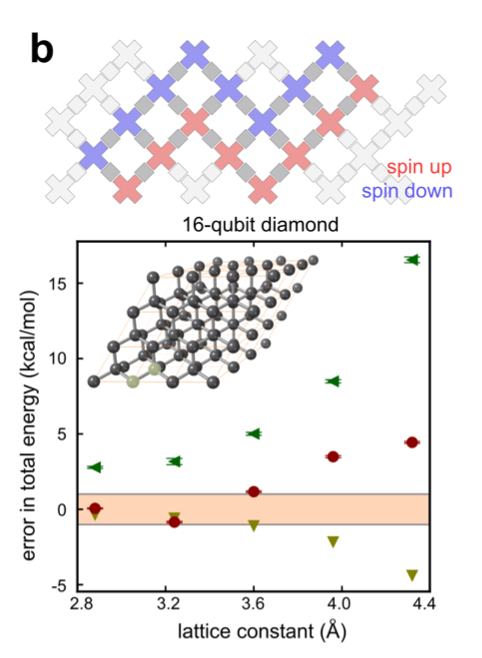 b
spin up
spin down
16-qubit diamond
error in total energy (kcal/mol)
15
10
5
0
-5
2.8 3.2 3.6 4.0 4.4
lattice constant (Å)